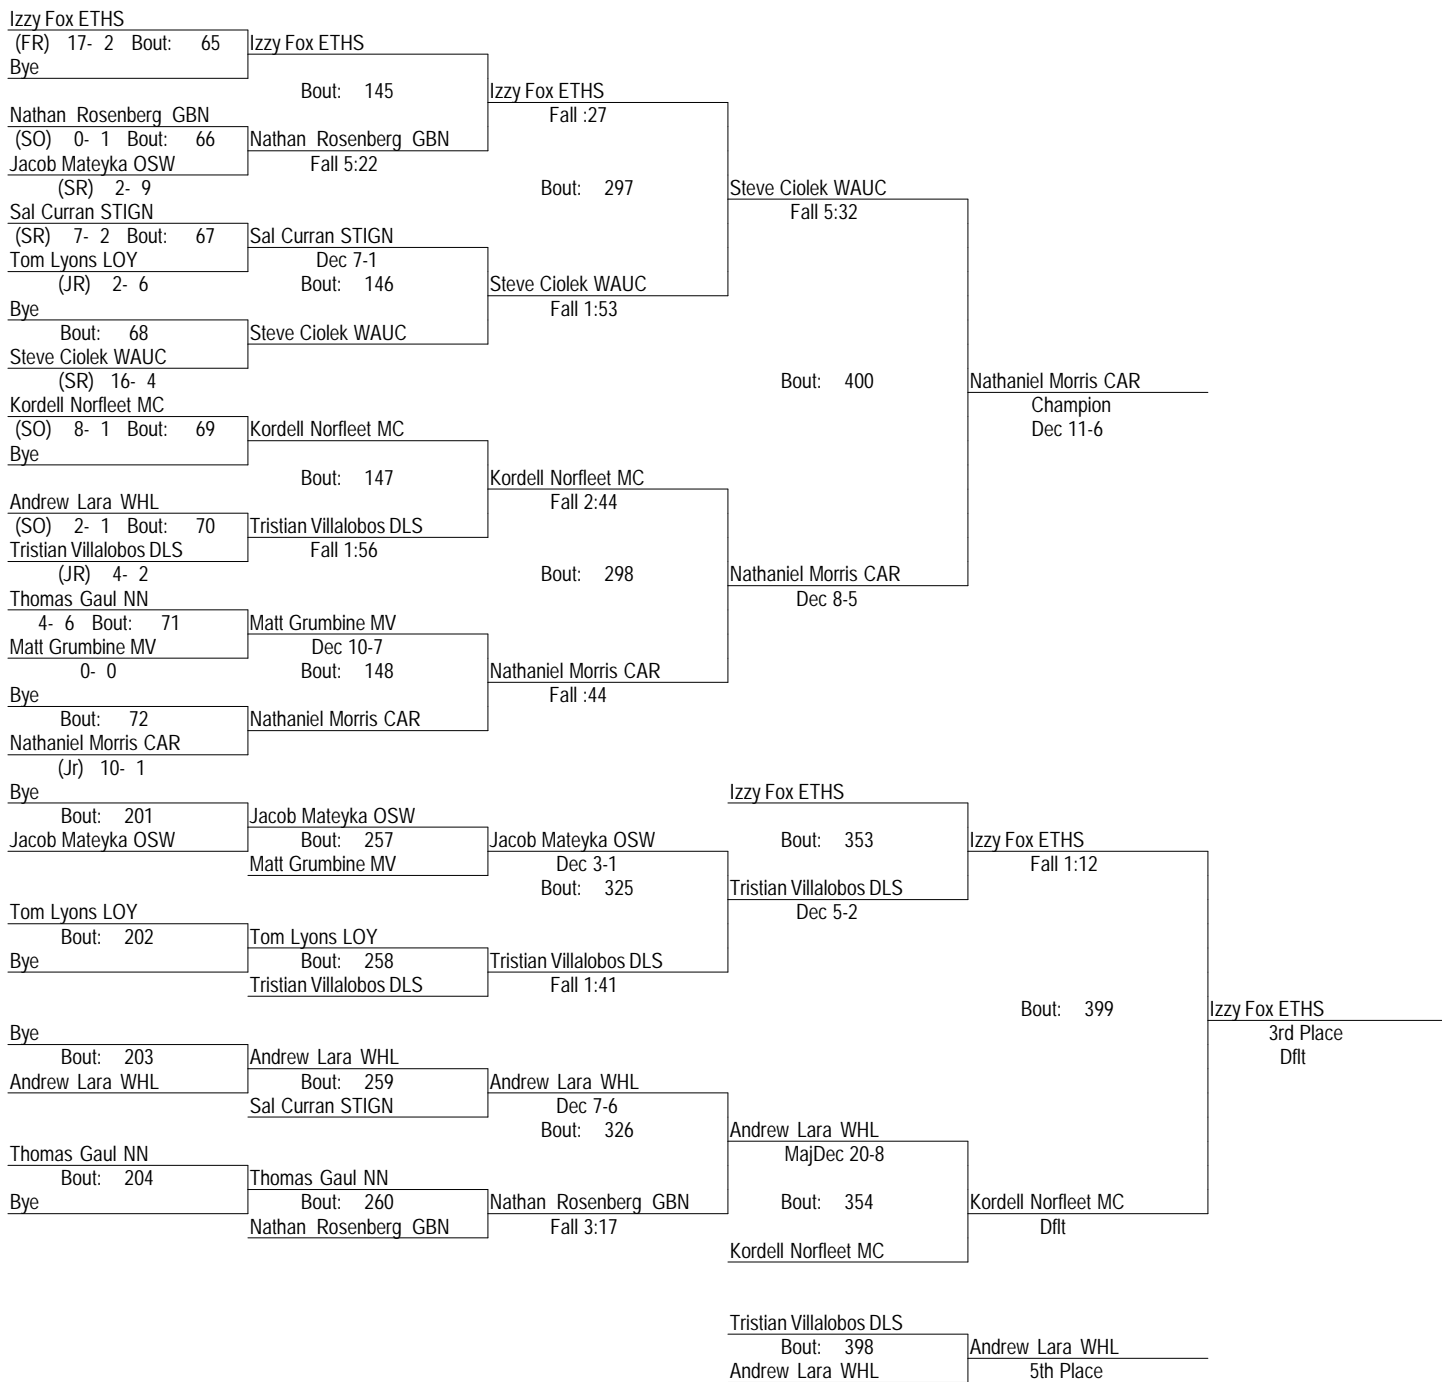 Izzy Fox ETHS
(FR) 17- 2 Bout: 65
Bye
Izzy Fox ETHS
Bout: 145
Nathan Rosenberg GBN
(SO) 0- 1 Bout: 66
Jacob Mateyka OSW
(SR) 2- 9
Nathan Rosenberg GBN
Fall 5:22
Izzy Fox ETHS
Fall :27
Bout: 297
Sal Curran STIGN
(SR) 7- 2 Bout: 67
Tom Lyons LOY
(JR) 2- 6
Sal Curran STIGN
Dec 7-1
Bout: 146
Bye
Bout: 68
Steve Ciolek WAUC
(SR) 16- 4
Steve Ciolek WAUC
Steve Ciolek WAUC
Fall 1:53
Steve Ciolek WAUC
Fall 5:32
Bout: 400
Kordell Norfleet MC
(SO) 8- 1 Bout: 69
Bye
Kordell Norfleet MC
Bout: 147
Andrew Lara WHL
(SO) 2- 1 Bout: 70
Tristian Villalobos DLS
(JR) 4- 2
Tristian Villalobos DLS
Fall 1:56
Kordell Norfleet MC
Fall 2:44
Bout: 298
Thomas Gaul NN
4- 6 Bout: 71
Matt Grumbine MV
0- 0
Matt Grumbine MV
Dec 10-7
Bout: 148
Bye
Bout: 72
Nathaniel Morris CAR
(Jr) 10- 1
Nathaniel Morris CAR
Nathaniel Morris CAR
Fall :44
Nathaniel Morris CAR
Dec 8-5
Nathaniel Morris CAR
Champion
Dec 11-6
Bye
Bout: 201
Jacob Mateyka OSW
Jacob Mateyka OSW
Bout: 257
Matt Grumbine MV
Jacob Mateyka OSW
Dec 3-1
Bout: 325
Tom Lyons LOY
Bout: 202
Bye
Tom Lyons LOY
Bout: 258
Tristian Villalobos DLS
Tristian Villalobos DLS
Fall 1:41
Izzy Fox ETHS
Bout: 353
Tristian Villalobos DLS
Dec 5-2
Izzy Fox ETHS
Fall 1:12
Bout: 399
Bye
Bout: 203
Andrew Lara WHL
Andrew Lara WHL
Bout: 259
Sal Curran STIGN
Andrew Lara WHL
Dec 7-6
Bout: 326
Thomas Gaul NN
Bout: 204
Bye
Thomas Gaul NN
Bout: 260
Nathan Rosenberg GBN
Nathan Rosenberg GBN
Fall 3:17
Andrew Lara WHL
MajDec 20-8
Bout: 354
Kordell Norfleet MC
Kordell Norfleet MC
Dflt
Izzy Fox ETHS
3rd Place
Dflt
Tristian Villalobos DLS
Bout: 398
Andrew Lara WHL
Andrew Lara WHL
5th Place